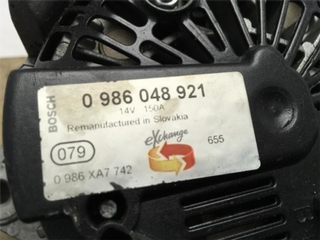 BOSCH
0 986 048 921
14V 150A
Remanufactured in Slovakia
eXchange
079
655
0 986 XA7 742